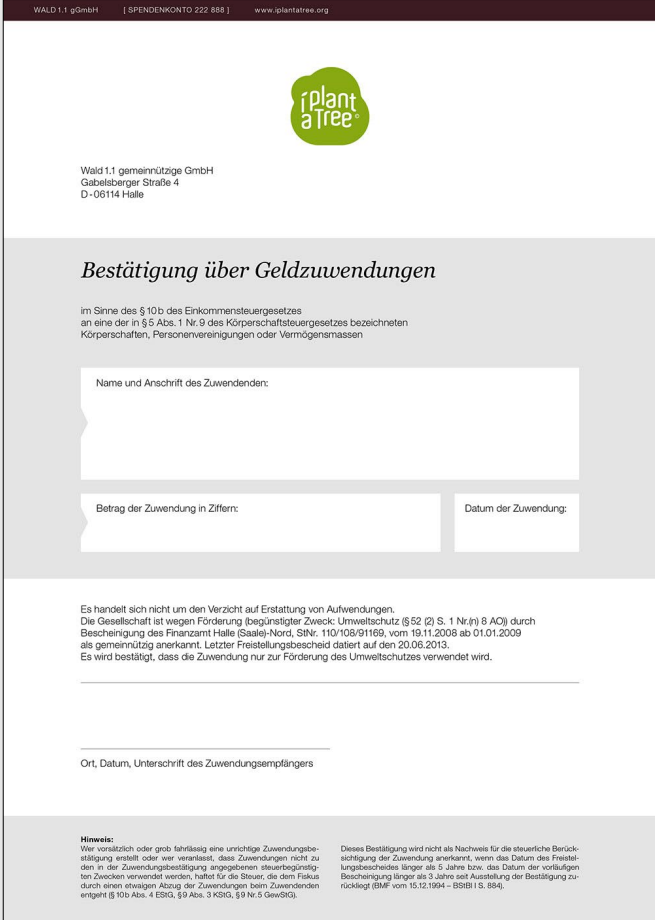 WALD 1.1 gGmbH [ SPENDENKONTO 222 888 ] www.iplantatree.org
i Plant
a Tree ©
Wald 1.1 gemeinnützige GmbH
Gabelsberger Straße 4
D - 06114 Halle
Bestätigung über Geldzuwendungen
im Sinne des § 10 b des Einkommensteuergesetzes
an eine der in § 5 Abs. 1 Nr. 9 des Körperschaftsteuergesetzes bezeichneten
Körperschaften, Personenvereinigungen oder Vermögensmassen
Name und Anschrift des Zuwendenden:
Betrag der Zuwendung in Ziffern:
Datum der Zuwendung:
Es handelt sich nicht um den Verzicht auf Erstattung von Aufwendungen.
Die Gesellschaft ist wegen Förderung (begünstigter Zweck: Umweltschutz (§ 52 (2) S. 1 Nr.(n) 8 AO)) durch
Bescheinigung des Finanzamt Halle (Saale)-Nord, StNr. 110/108/91169, vom 19.11.2008 ab 01.01.2009
als gemeinnützig anerkannt. Letzter Freistellungsbescheid datiert auf den 20.06.2013.
Es wird bestätigt, dass die Zuwendung nur zur Förderung des Umweltschutzes verwendet wird.
Ort, Datum, Unterschrift des Zuwendungsempfängers
Hinweis:
Wer vorsätzlich oder grob fahrlässig eine unrichtige Zuwendungsbe-
stätigung erstellt oder wer veranlasst, dass Zuwendungen nicht zu
den in der Zuwendungsbestätigung angegebenen steuerbegünstig-
ten Zwecken verwendet werden, haftet für die Steuer, die dem Fiskus
durch einen etwaigen Abzug der Zuwendungen beim Zuwendenden
entgeht (§ 10 b Abs. 4 EStG, § 9 Abs. 3 KStG, § 9 Nr. 5 GewStG).
Dieses Bestätigung wird nicht als Nachweis für die steuerliche Berück-
sichtigung der Zuwendung anerkannt, wenn das Datum des Freistel-
lungsbescheides länger als 5 Jahre bzw. das Datum der vorläufigen
Bescheinigung länger als 3 Jahre seit Ausstellung der Bestätigung zu-
rückliegt (BMF vom 15.12.1994 – BStBl I S. 884).